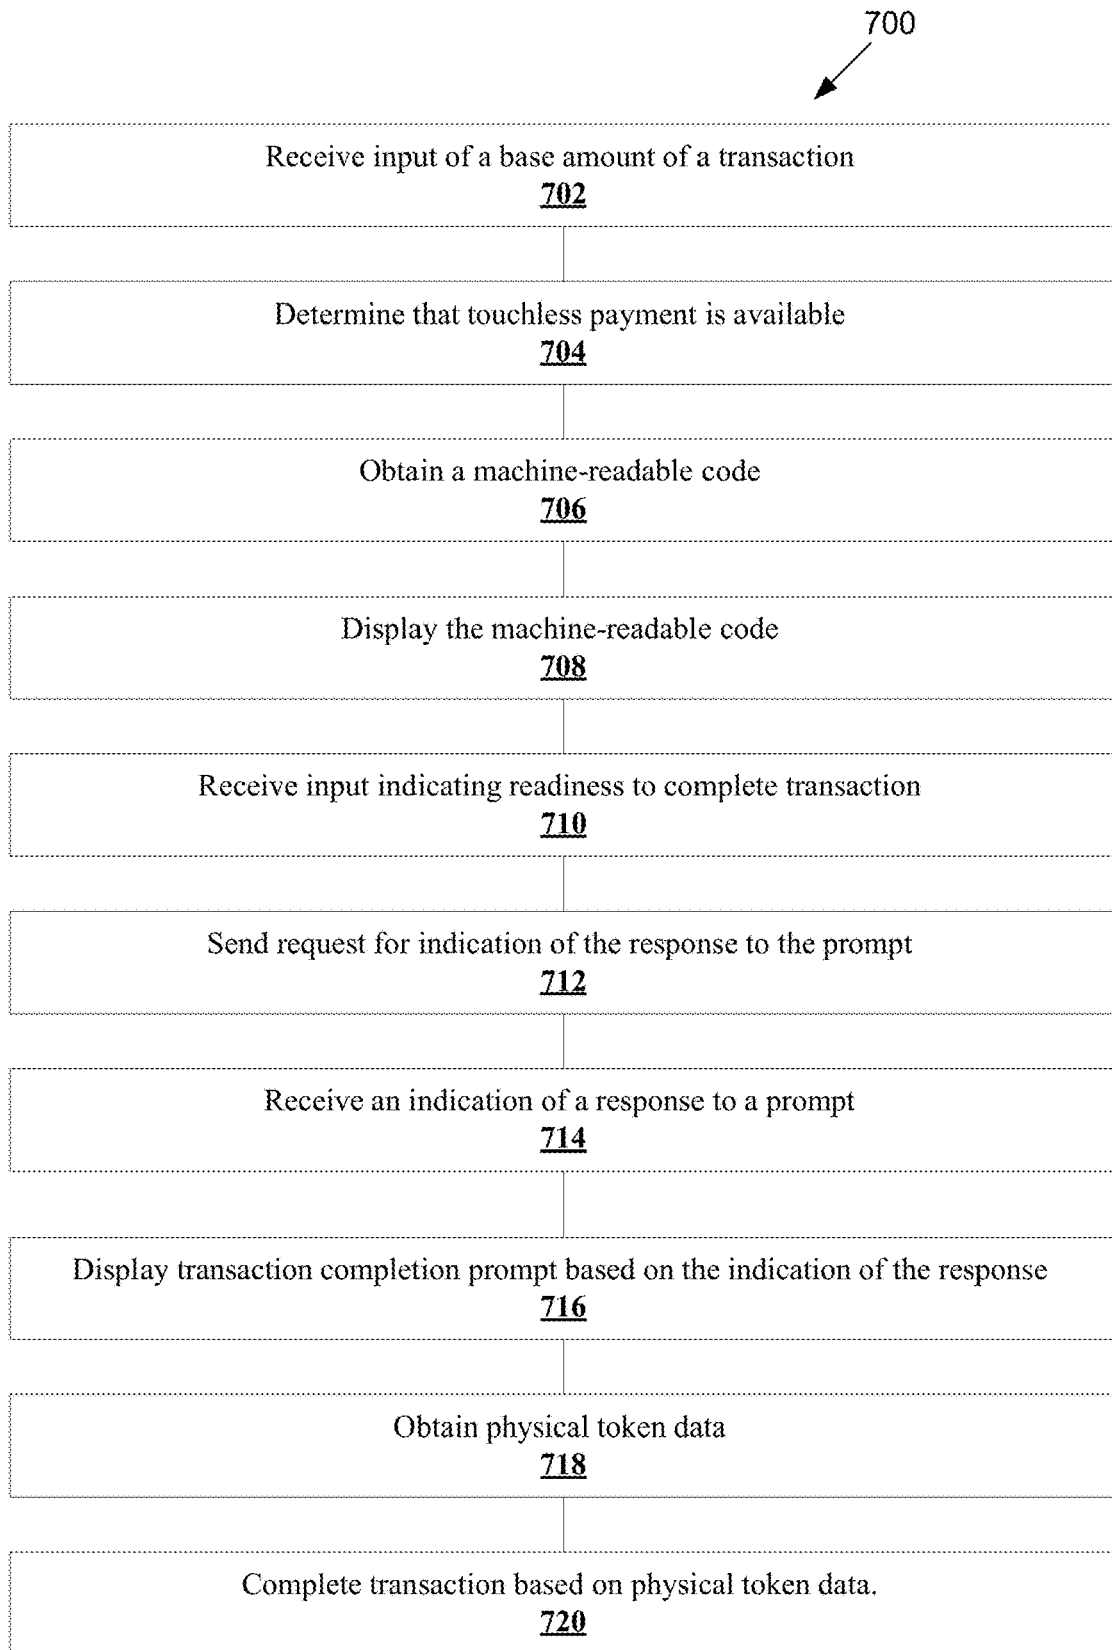 700
Receive input of a base amount of a transaction
702
Determine that touchless payment is available
704
Obtain a machine-readable code
706
Display the machine-readable code
708
Receive input indicating readiness to complete transaction
710
Send request for indication of the response to the prompt
712
Receive an indication of a response to a prompt
714
Display transaction completion prompt based on the indication of the response
716
Obtain physical token data
718
Complete transaction based on physical token data.
720